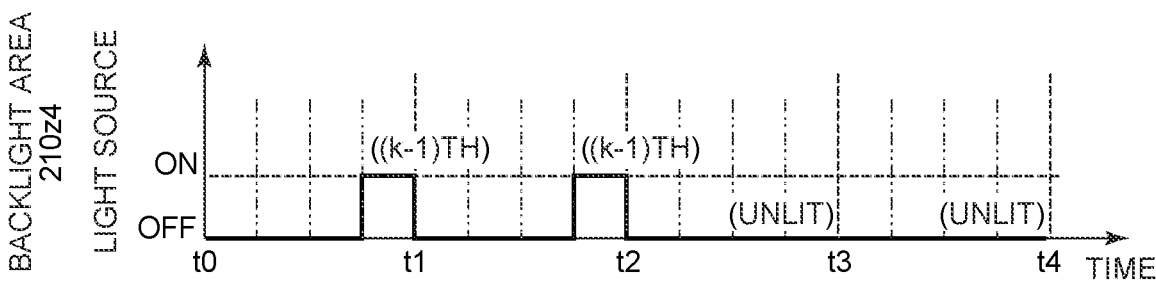 BACKLIGHT AREA
210z4
LIGHT SOURCE
ON
OFF
((k-1)TH)
((k-1)TH)
(UNLIT)
(UNLIT)
t0
t1
t2
t3
t4
TIME